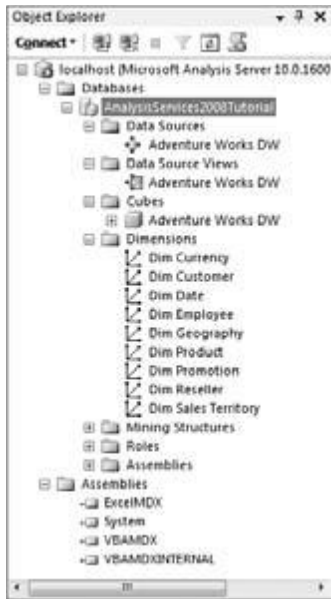 Object Explorer
Connect
localhost (Microsoft Analysis Server 10.0.1600
Databases
AnalysisServices2008Tutorial
Data Sources
Adventure Works DW
Data Source Views
Adventure Works DW
Cubes
Adventure Works DW
Dimensions
Dim Currency
Dim Customer
Dim Date
Dim Employee
Dim Geography
Dim Product
Dim Promotion
Dim Reseller
Dim Sales Territory
Mining Structures
Roles
Assemblies
Assemblies
ExcelMDX
System
VBAMDX
VBAMDXINTERNAL